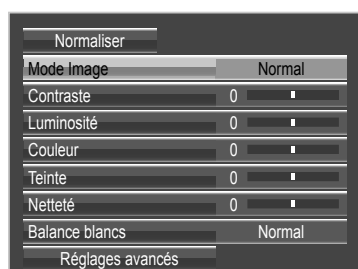 Normaliser
Mode Image Normal
Contraste 0
Luminosité 0
Couleur 0
Teinte 0
Netteté 0
Balance blancs Normal
Réglages avancés